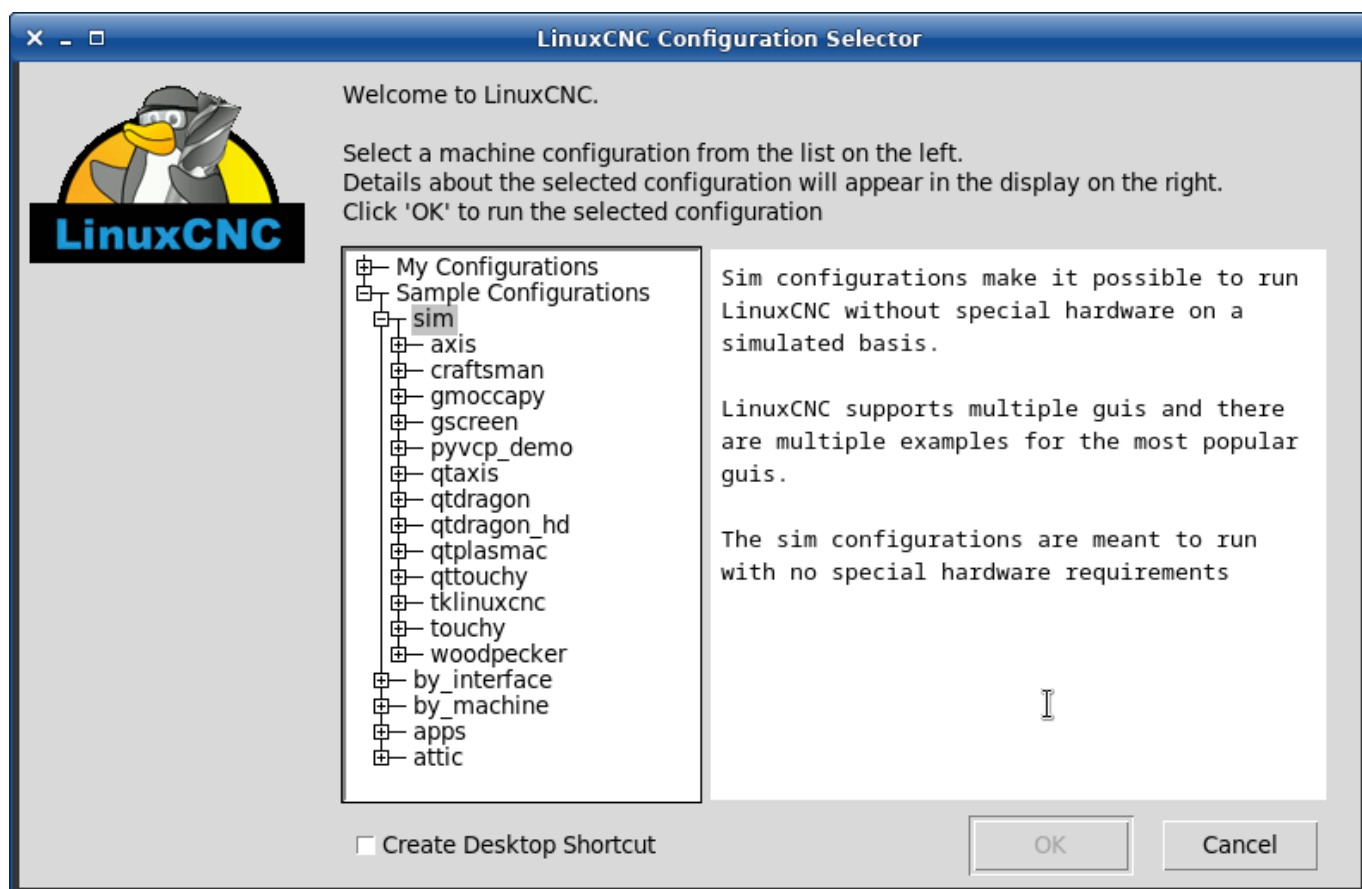 LinuxCNC Configuration Selector
LinuxCNC
Welcome to LinuxCNC.
Select a machine configuration from the list on the left.
Details about the selected configuration will appear in the display on the right.
Click 'OK' to run the selected configuration
My Configurations
Sample Configurations
sim
axis
craftsman
gmoccapy
gscreen
pyvcp_demo
qtaxis
qtdragon
qtdragon_hd
qtplasmac
qttouchy
tklinuxcnc
touchy
woodpecker
by_interface
by_machine
apps
attic
Sim configurations make it possible to run
LinuxCNC without special hardware on a
simulated basis.
LinuxCNC supports multiple guis and there
are multiple examples for the most popular
guis.
The sim configurations are meant to run
with no special hardware requirements
Create Desktop Shortcut
OK
Cancel